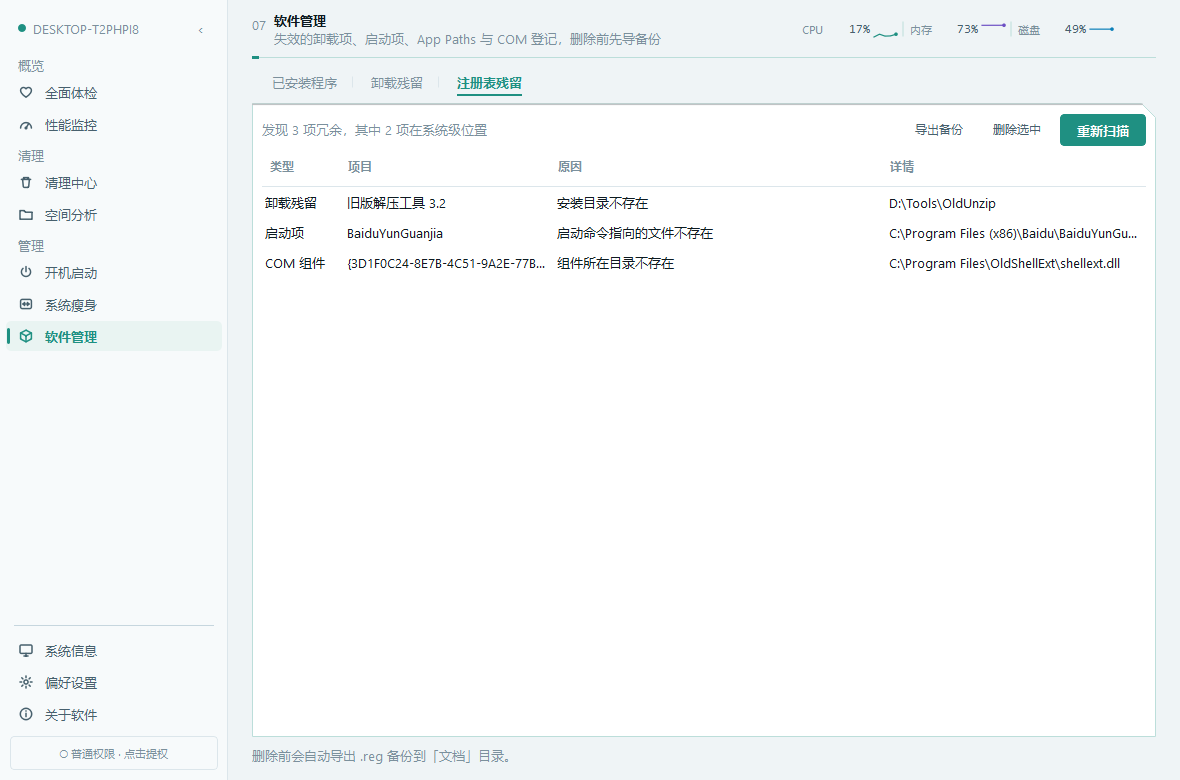 DESKTOP-T2PHPI8
概览
全面体检
性能监控
清理
清理中心
空间分析
管理
开机启动
系统瘦身
软件管理
系统信息
偏好设置
关于软件
普通权限 · 点击提权
07 软件管理
失效的卸载项、启动项、App Paths 与 COM 登记，删除前先导备份
CPU 17% 内存 73% 磁盘 49%
已安装程序 卸载残留 注册表残留
发现 3 项冗余，其中 2 项在系统级位置 导出备份 删除选中 重新扫描
类型 项目 原因 详情
卸载残留 旧版解压工具 3.2 安装目录不存在 D:\Tools\OldUnzip
启动项 BaiduYunGuanjia 启动命令指向的文件不存在 C:\Program Files (x86)\Baidu\BaiduYunGu...
COM 组件 {3D1F0C24-8E7B-4C51-9A2E-77B... 组件所在目录不存在 C:\Program Files\OldShellExt\shellext.dll
删除前会自动导出 .reg 备份到「文档」目录。